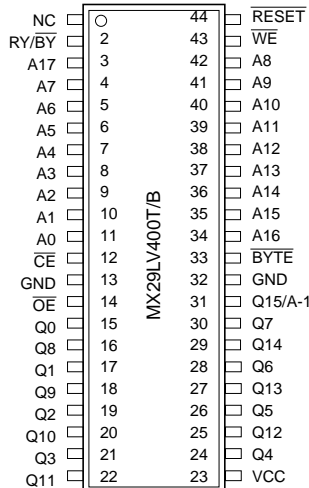 NC 44 RESET
RY/BY 2 43 WE
A17 3 42 A8
A7 4 41 A9
A6 5 40 A10
A5 6 39 A11
A4 7 38 A12
A3 8 37 A13
A2 9 36 A14
A1 10 35 A15
A0 11 34 A16
CE 12 33 BYTE
GND 13 32 GND
OE 14 31 Q15/A-1
Q0 15 30 Q7
Q8 16 29 Q14
Q1 17 28 Q6
Q9 18 27 Q13
Q2 19 26 Q5
Q10 20 25 Q12
Q3 21 24 Q4
Q11 22 23 VCC
MX29LV400T/B